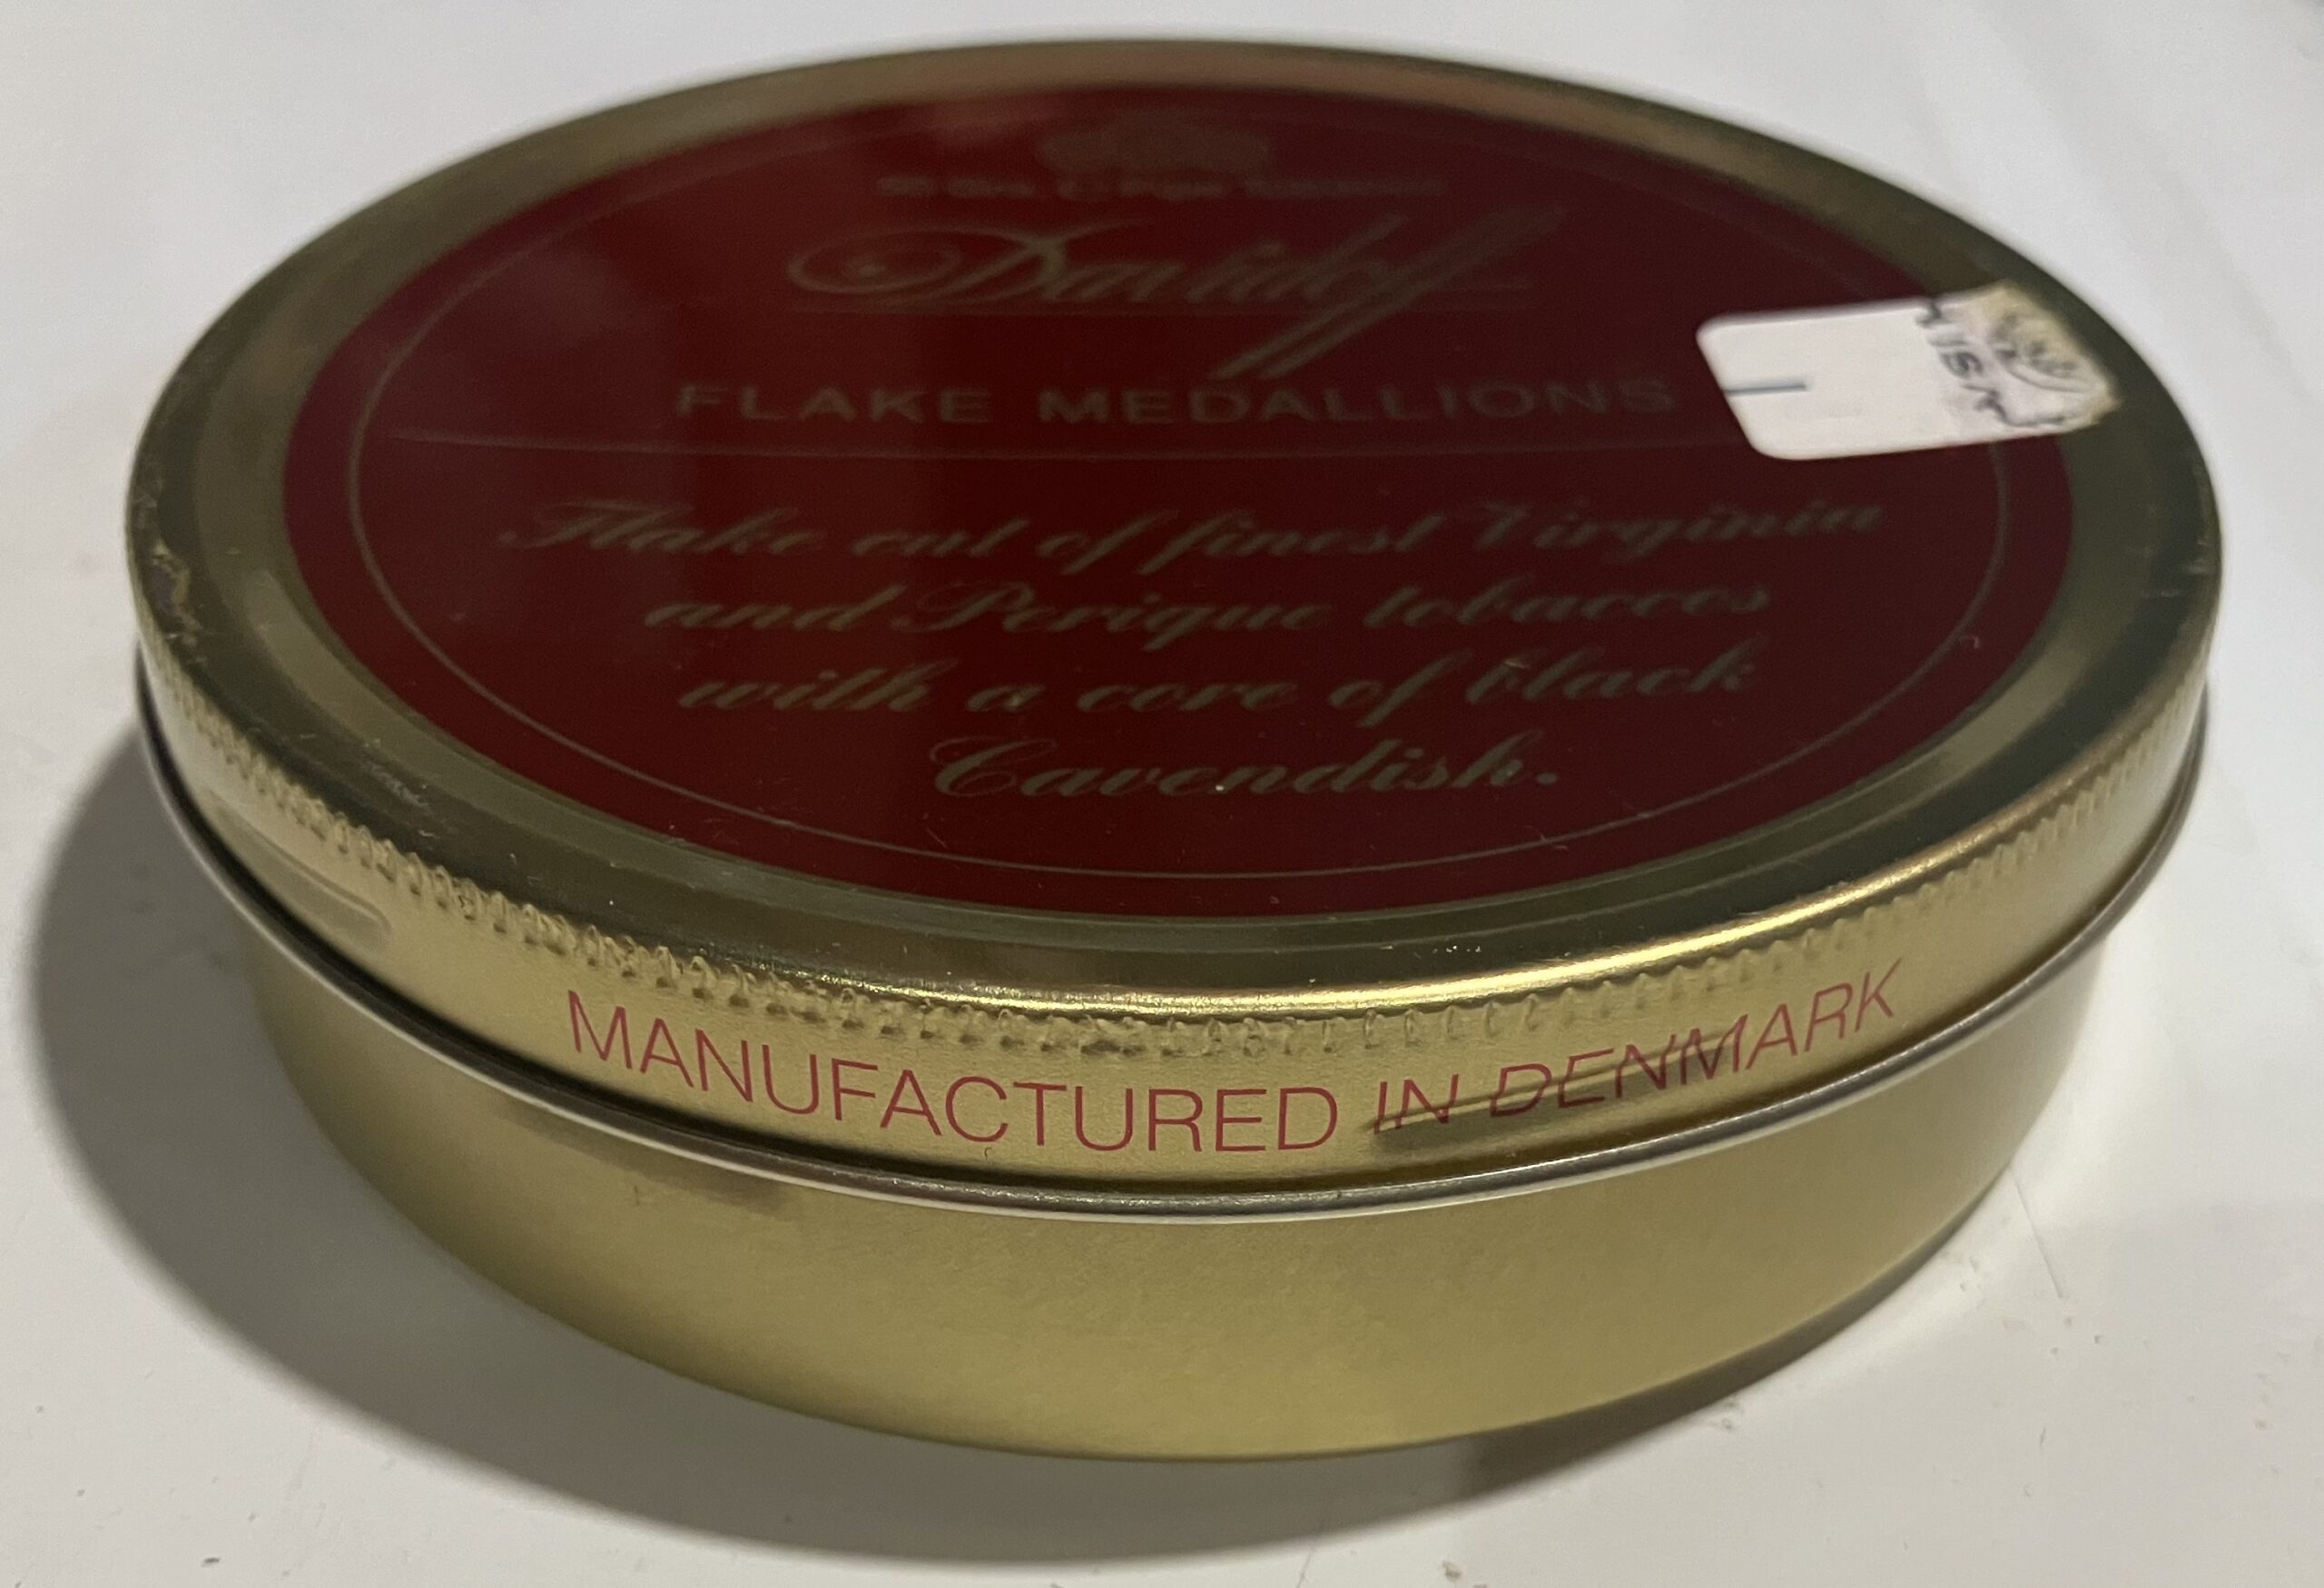 Davidoff
FLAKE MEDALLIONS
Flake cut of finest Virginia
and Perique tobaccos
with a core of black
Cavendish.
MANUFACTURED IN DENMARK